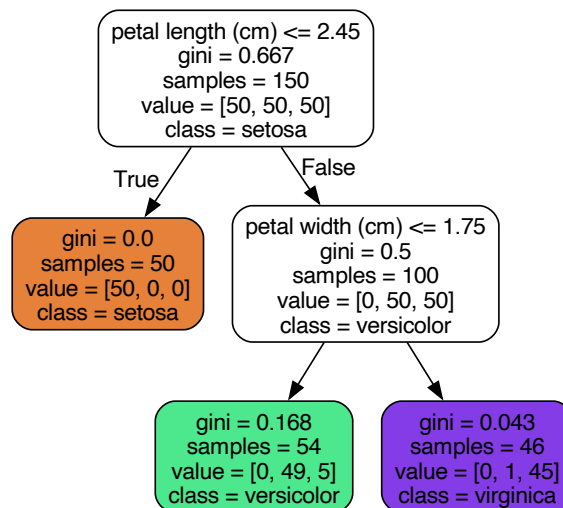 petal length (cm) <= 2.45
gini = 0.667
samples = 150
value = [50, 50, 50]
class = setosa
True
False
gini = 0.0
samples = 50
value = [50, 0, 0]
class = setosa
petal width (cm) <= 1.75
gini = 0.5
samples = 100
value = [0, 50, 50]
class = versicolor
gini = 0.168
samples = 54
value = [0, 49, 5]
class = versicolor
gini = 0.043
samples = 46
value = [0, 1, 45]
class = virginica